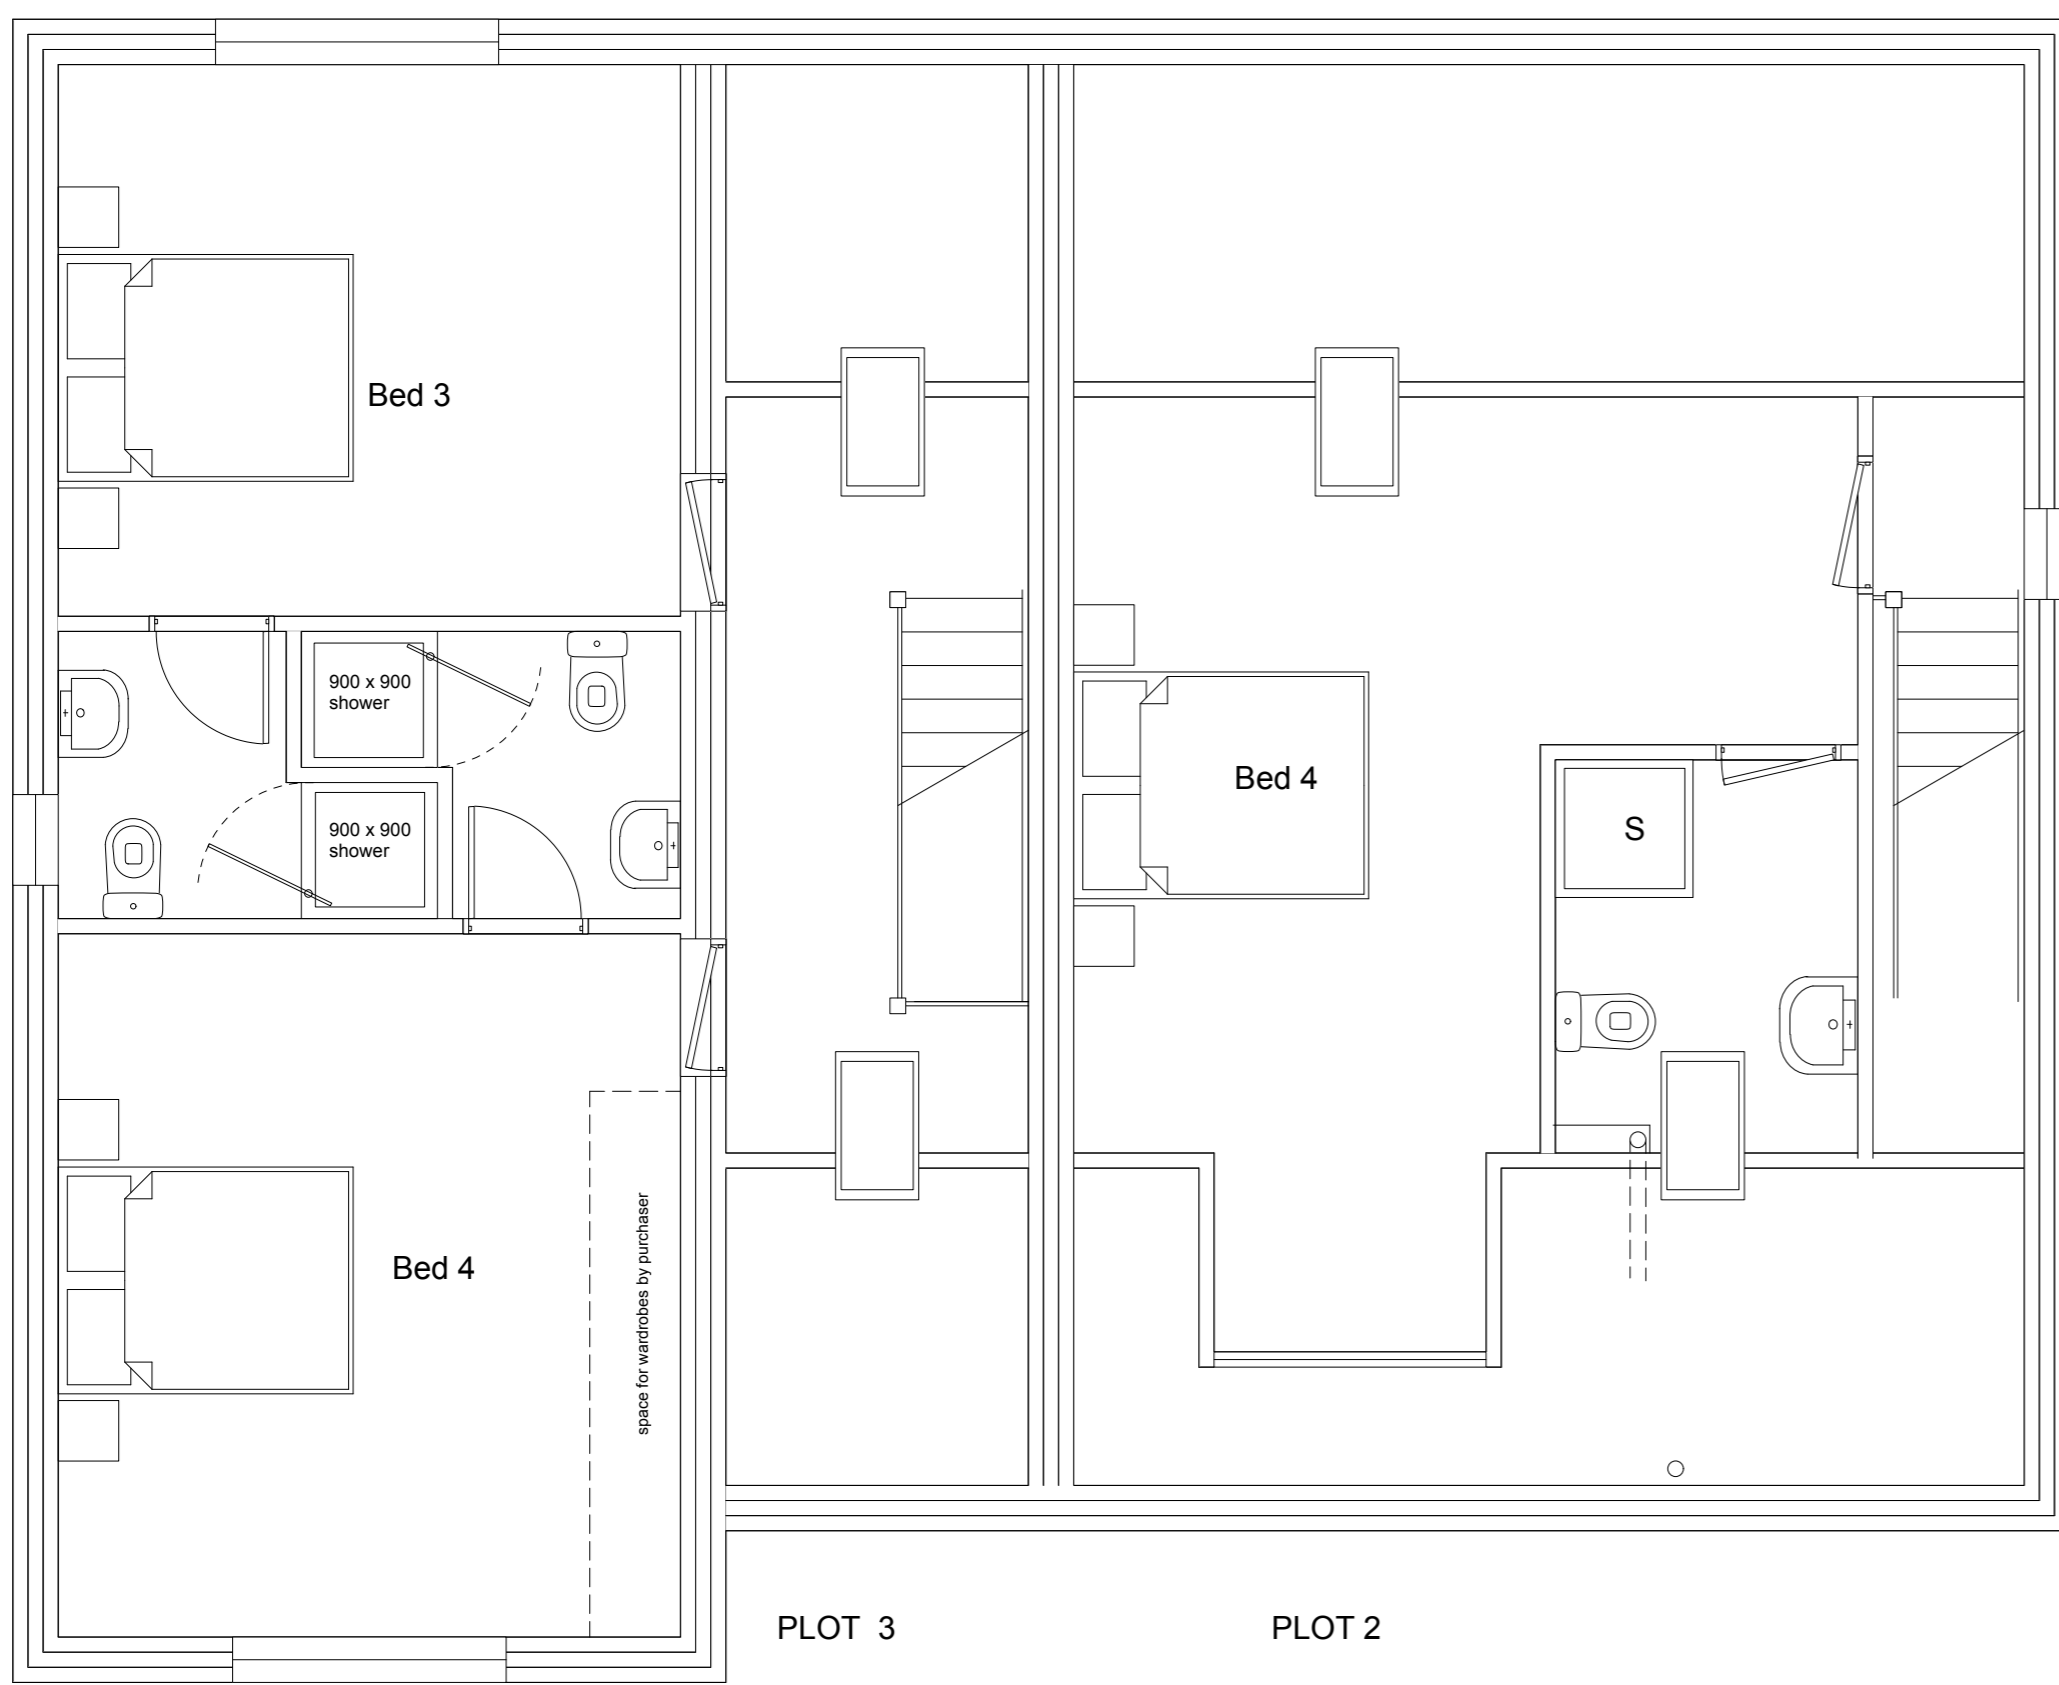 Bed 3
900 x 900
shower
900 x 900
shower
Bed 4
S
Bed 4
space for wardrobes by purchaser
PLOT 3
PLOT 2